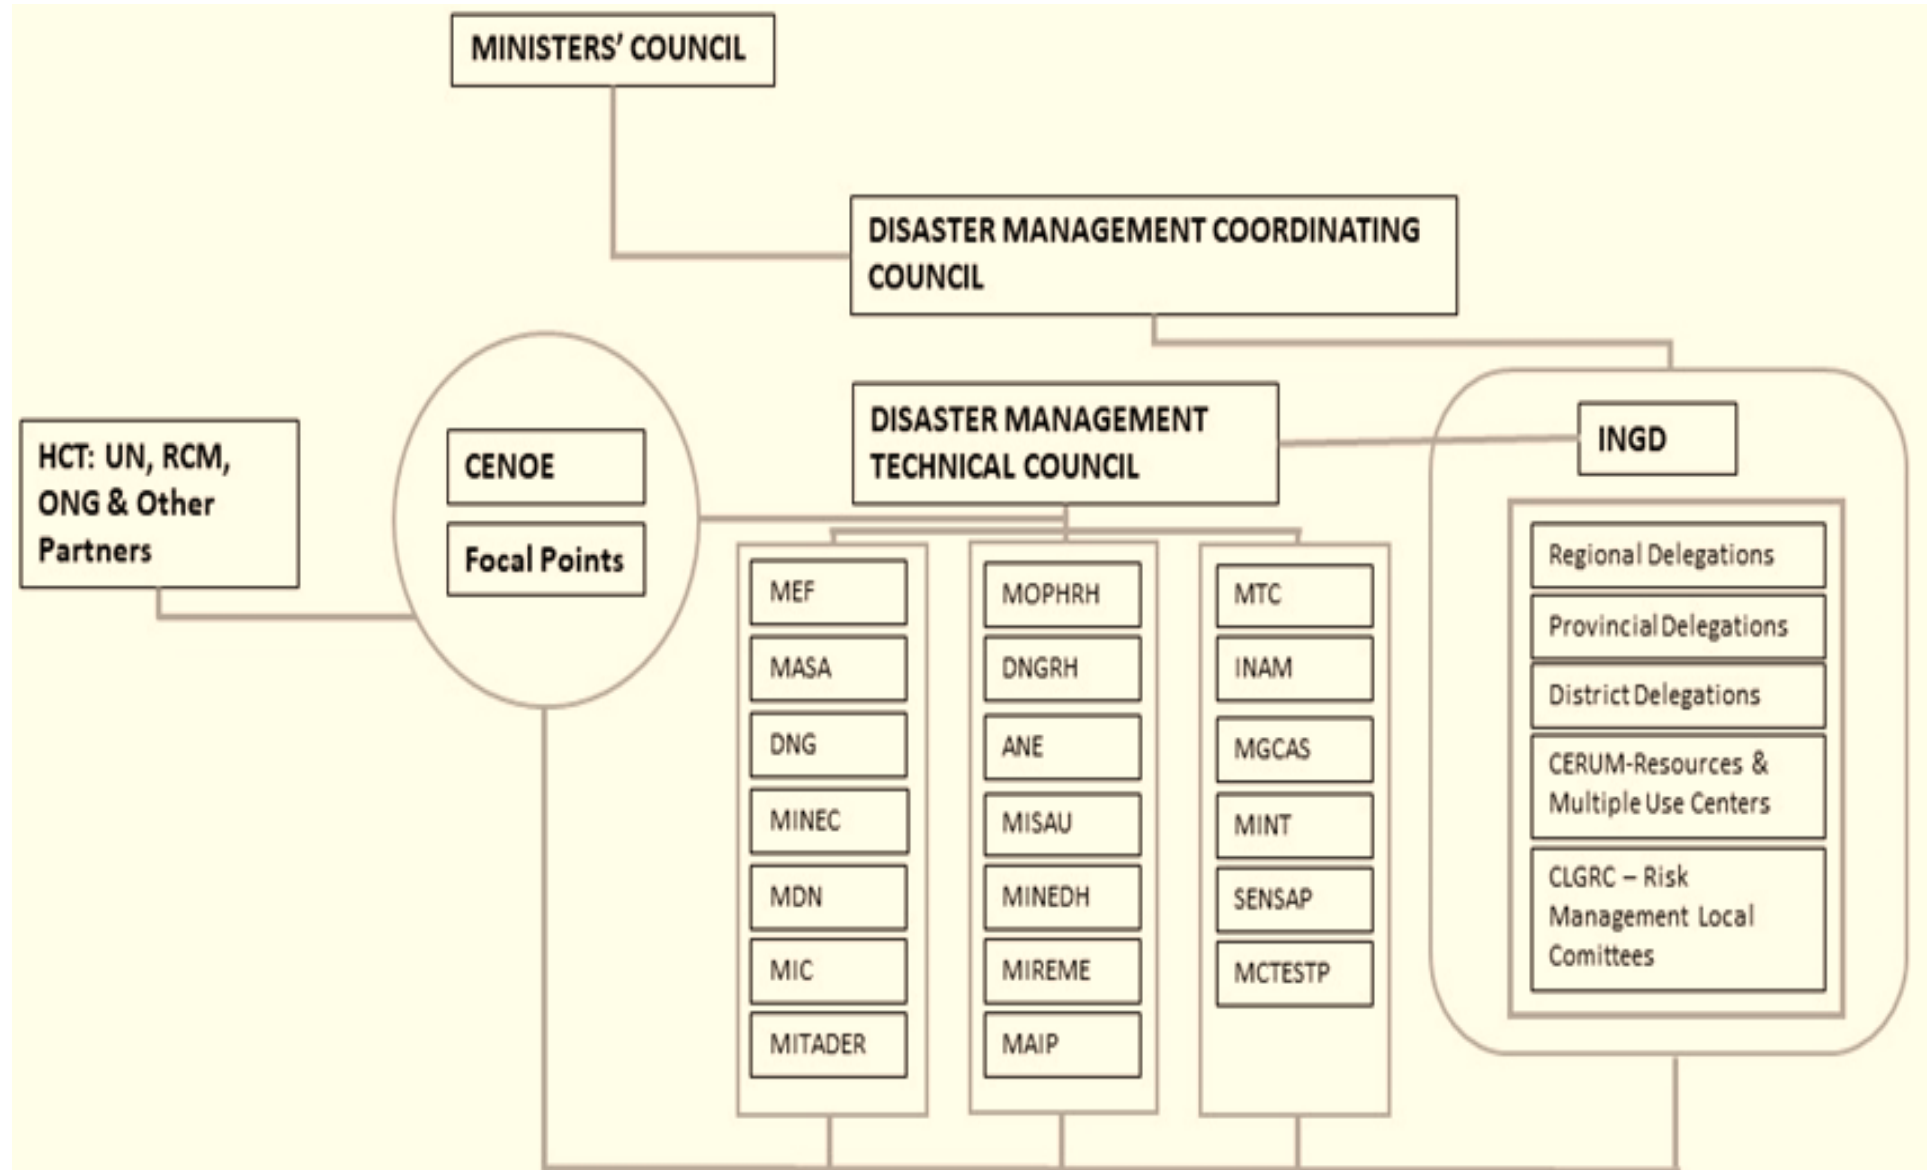 MINISTERS' COUNCIL
DISASTER MANAGEMENT COORDINATING
COUNCIL
HCT: UN, RCM,
ONG & Other
Partners
CENOE
Focal Points
DISASTER MANAGEMENT
TECHNICAL COUNCIL
INGD
MEF
MASA
DNG
MINEC
MDN
MIC
MITADER
MOPHRH
DNGRH
ANE
MISAU
MINEDH
MIREME
MAIP
MTC
INAM
MGCAS
MINT
SENSAP
MCTESTP
Regional Delegations
Provincial Delegations
District Delegations
CERUM-Resources &
Multiple Use Centers
CLGRC – Risk
Management Local
Comittees